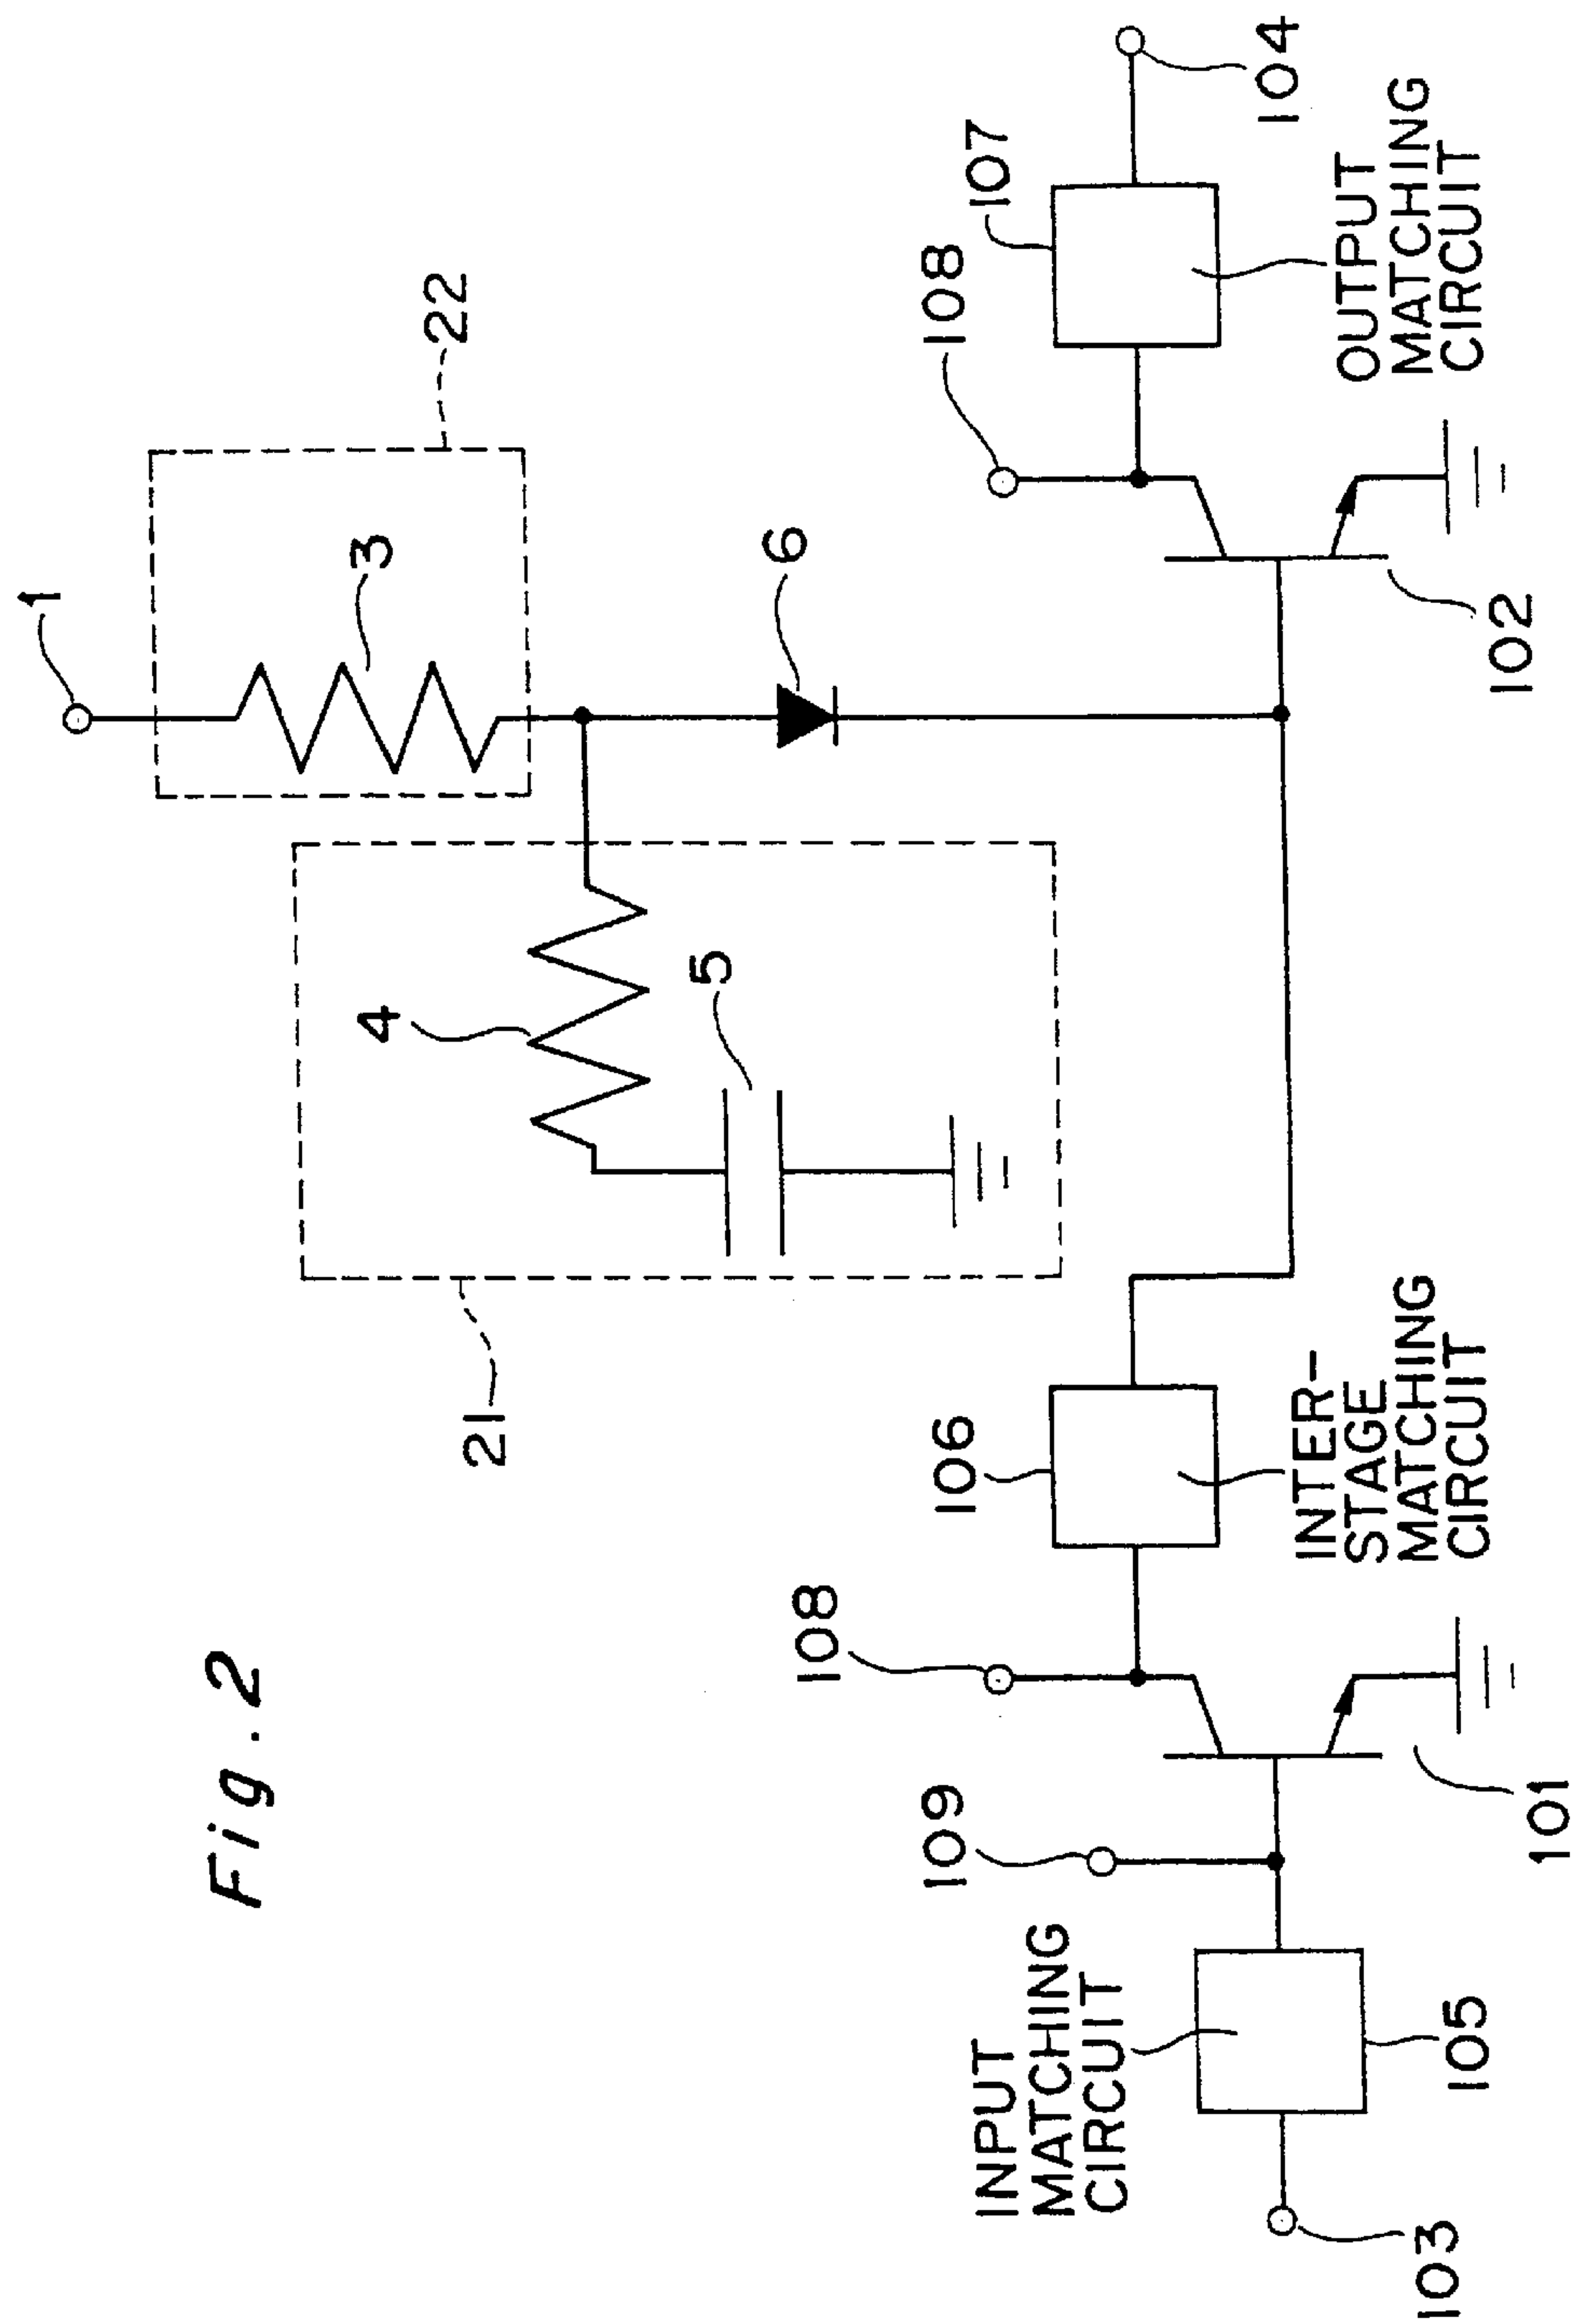 Fig. 2
1
22
3
4
5
21
6
108
107
104
OUTPUT
MATCHING
CIRCUIT
102
106
INTER-
STAGE
MATCHING
CIRCUIT
108
109
101
INPUT
MATCHING
CIRCUIT
105
103